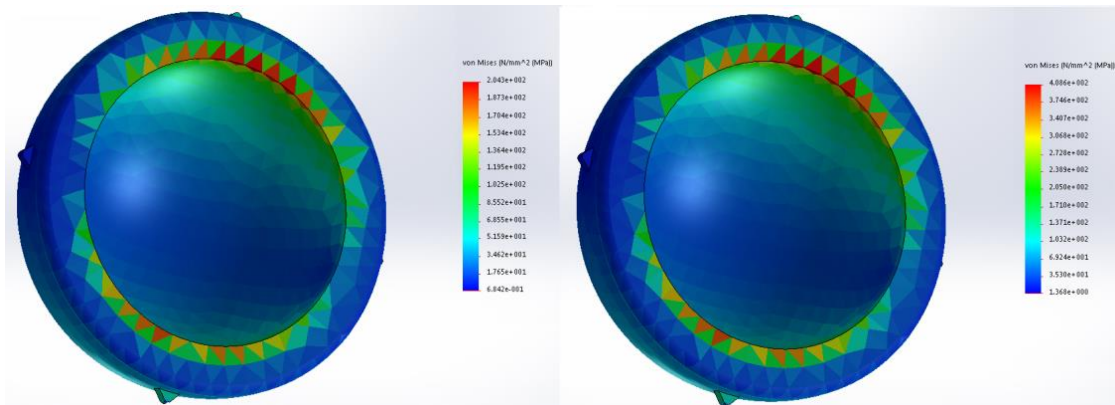 von Mises (N/mm^2 (MPa))
2.043e+002
1.873e+002
1.704e+002
1.534e+002
1.364e+002
1.195e+002
1.025e+002
8.552e+001
6.855e+001
5.159e+001
3.462e+001
1.765e+001
6.842e-001
von Mises (N/mm^2 (MPa))
4.086e+002
3.746e+002
3.407e+002
3.068e+002
2.728e+002
2.389e+002
2.050e+002
1.710e+002
1.371e+002
1.032e+002
6.924e+001
3.530e+001
1.368e+000